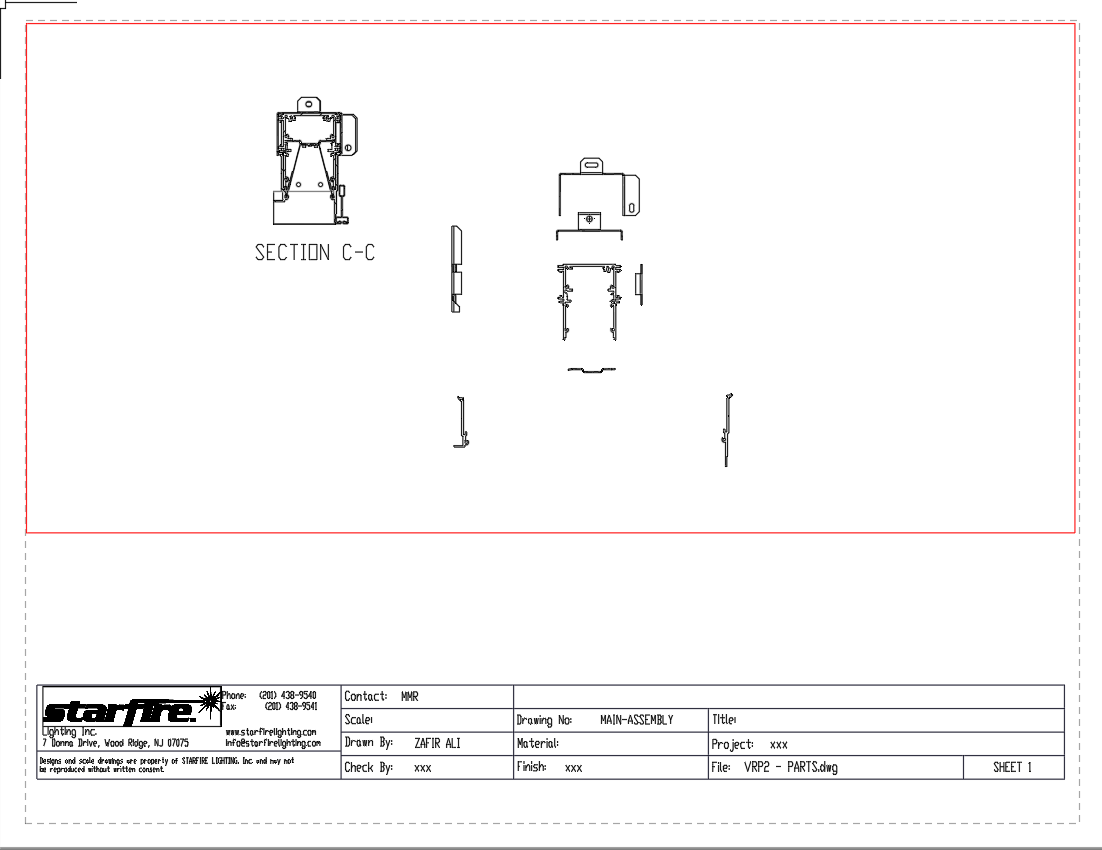 SECTION C-C
starfire.
Phone: (201) 438-9540
Fax: (201) 438-9541
Lighting Inc.
www.starfirelighting.com
7 Donna Drive, Wood Ridge, NJ 07075
info@starfirelighting.com
Designs and scale drawings are property of STARFIRE LIGHTING, Inc and may not
be reproduced without written consent.
Contact: MMR
Scale:
Drawing No: MAIN-ASSEMBLY
Title:
Drawn By: ZAFIR ALI
Material:
Project: xxx
Check By: xxx
Finish: xxx
File: VRP2 - PARTS.dwg
SHEET 1